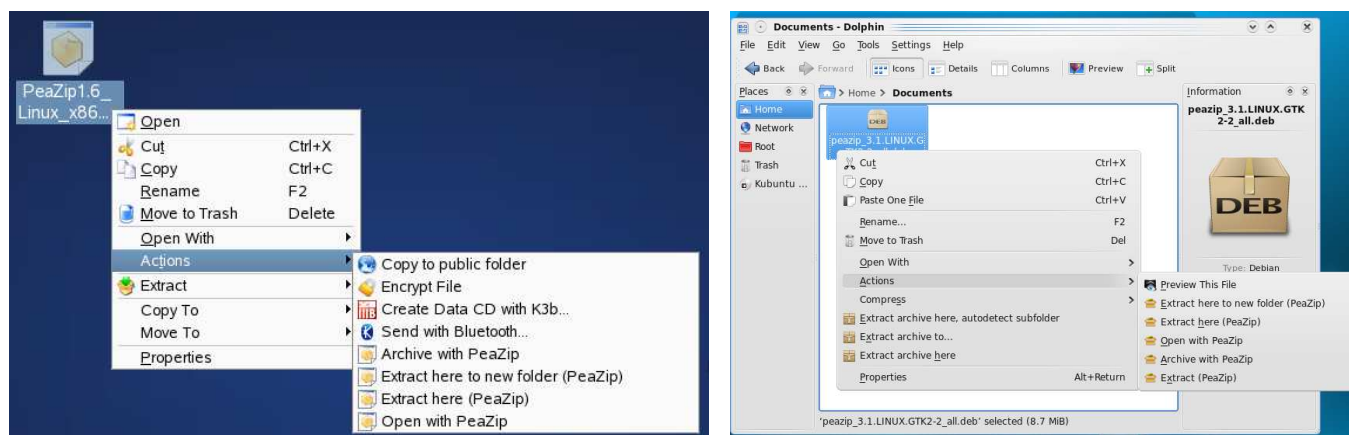 PeaZip1.6_
Linux_x86...
Open
Cut Ctrl+X
Copy Ctrl+C
Rename F2
Move to Trash Delete
Open With
Actions
Extract
Copy To
Move To
Properties
Copy to public folder
Encrypt File
Create Data CD with K3b...
Send with Bluetooth...
Archive with PeaZip
Extract here to new folder (PeaZip)
Extract here (PeaZip)
Open with PeaZip
Documents - Dolphin
File Edit View Go Tools Settings Help
Back Forward Icons Details Columns Preview Split
Places
Home
Network
Root
Trash
Kubuntu ...
> Home > Documents
DEB
peazip_3.1.LINUX.G
Cut Ctrl+X
Copy Ctrl+C
Paste One File Ctrl+V
Rename... F2
Move to Trash Del
Open With
Actions
Compress
Extract archive here, autodetect subfolder
Extract archive to...
Extract archive here
Properties Alt+Return
Preview This File
Extract here to new folder (PeaZip)
Extract here (PeaZip)
Open with PeaZip
Archive with PeaZip
Extract (PeaZip)
Information
peazip_3.1.LINUX.GTK
2-2_all.deb
DEB
Type: Debian
'peazip_3.1.LINUX.GTK2-2_all.deb' selected (8.7 MiB)